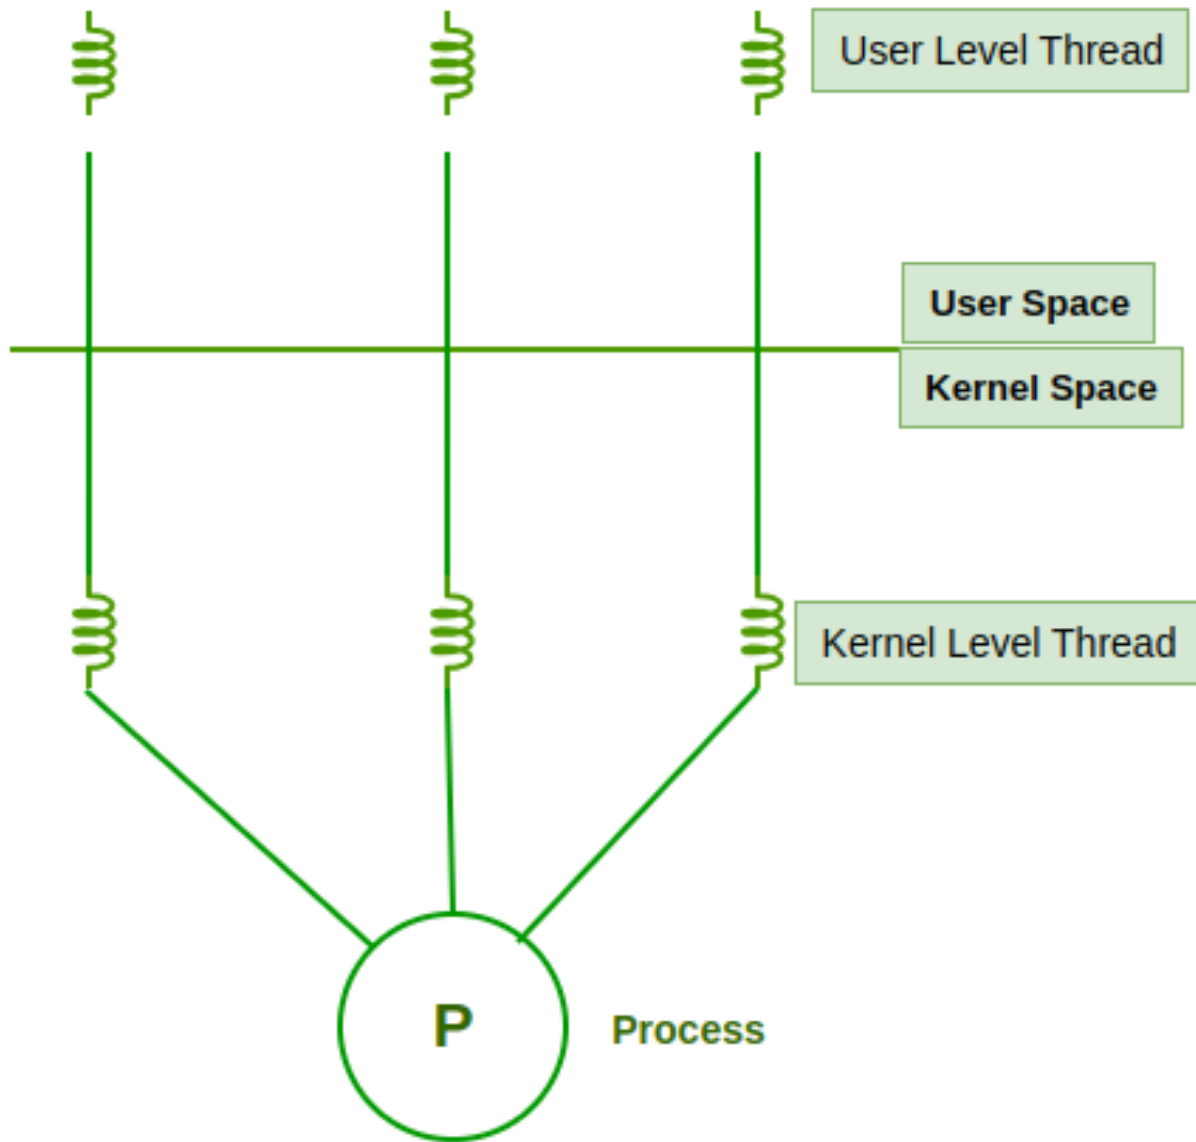 User Level Thread
User Space
Kernel Space
Kernel Level Thread
P
Process